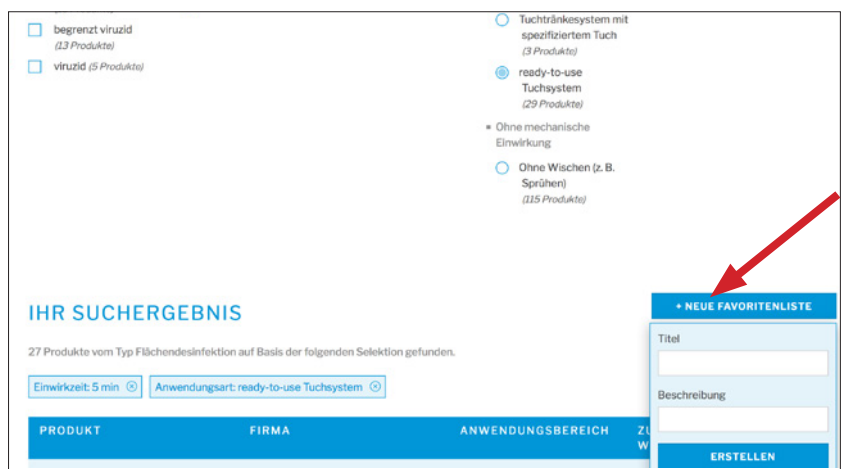 begrenzt viruzid
(13 Produkte)
viruzid (5 Produkte)
Tuchtränkesystem mit
spezifiziertem Tuch
(3 Produkte)
ready-to-use
Tuchsystem
(29 Produkte)
Ohne mechanische
Einwirkung
Ohne Wischen (z. B.
Sprühen)
(115 Produkte)
+ NEUE FAVORITENLISTE
IHR SUCHERGEBNIS
27 Produkte vom Typ Flächendesinfektion auf Basis der folgenden Selektion gefunden.
Einwirkzeit: 5 min
Anwendungsart: ready-to-use Tuchsystem
Titel
Beschreibung
ERSTELLEN
PRODUKT FIRMA ANWENDUNGSBEREICH